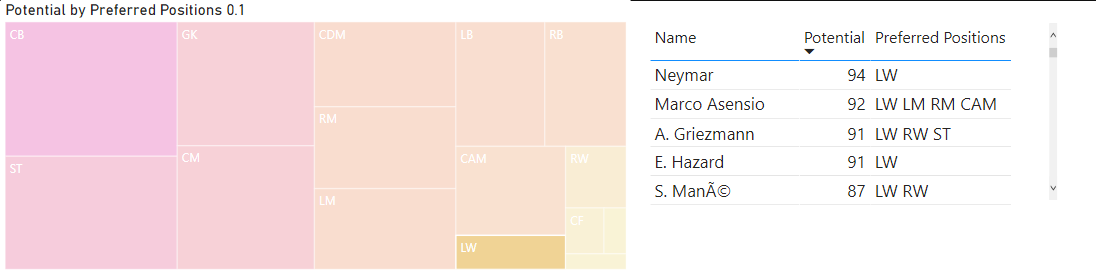 Potential by Preferred Positions 0.1
CB
GK
CDM
LB
RB
ST
CM
RM
LM
CAM
RW
CF
LW
Name Potential Preferred Positions
Neymar 94 LW
Marco Asensio 92 LW LM RM CAM
A. Griezmann 91 LW RW ST
E. Hazard 91 LW
S. ManÃ© 87 LW RW